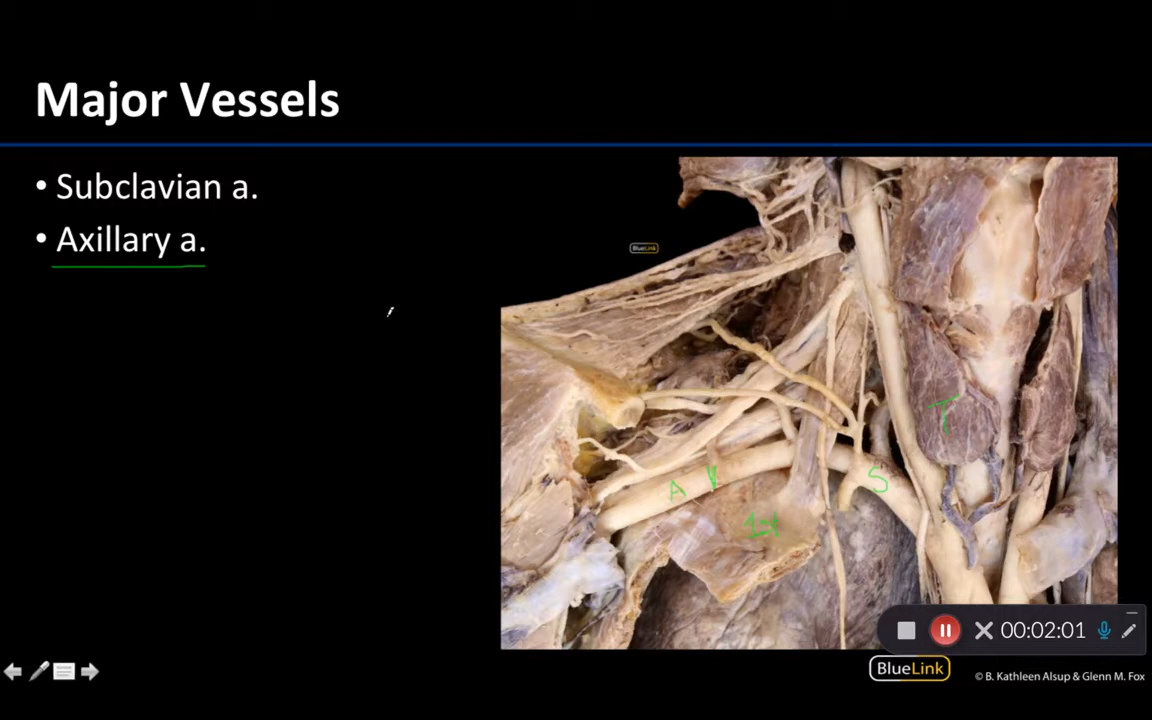 Major Vessels
• Subclavian a.
• Axillary a.
BlueLink
T
A
S
1st
00:02:01
BlueLink
© B. Kathleen Alsup & Glenn M. Fox